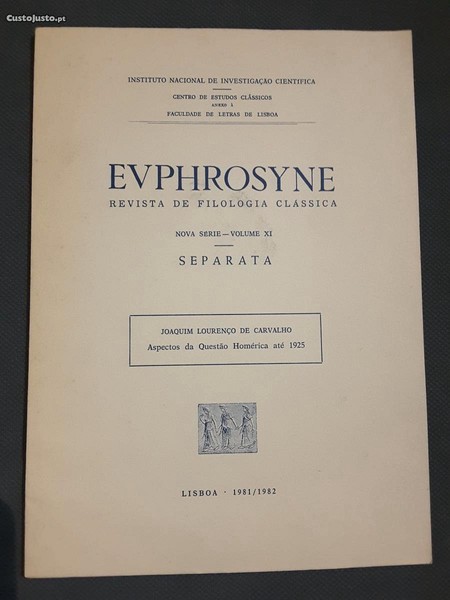 CustoJusto.pt
INSTITUTO NACIONAL DE INVESTIGAÇÃO CIENTIFICA
CENTRO DE ESTUDOS CLÁSSICOS
ANEXO À
FACULDADE DE LETRAS DE LISBOA
EVPHROSYNE
REVISTA DE FILOLOGIA CLÁSSICA
NOVA SÉRIE — VOLUME XI
SEPARATA
JOAQUIM LOURENÇO DE CARVALHO
Aspectos da Questão Homérica até 1925
LISBOA · 1981/1982